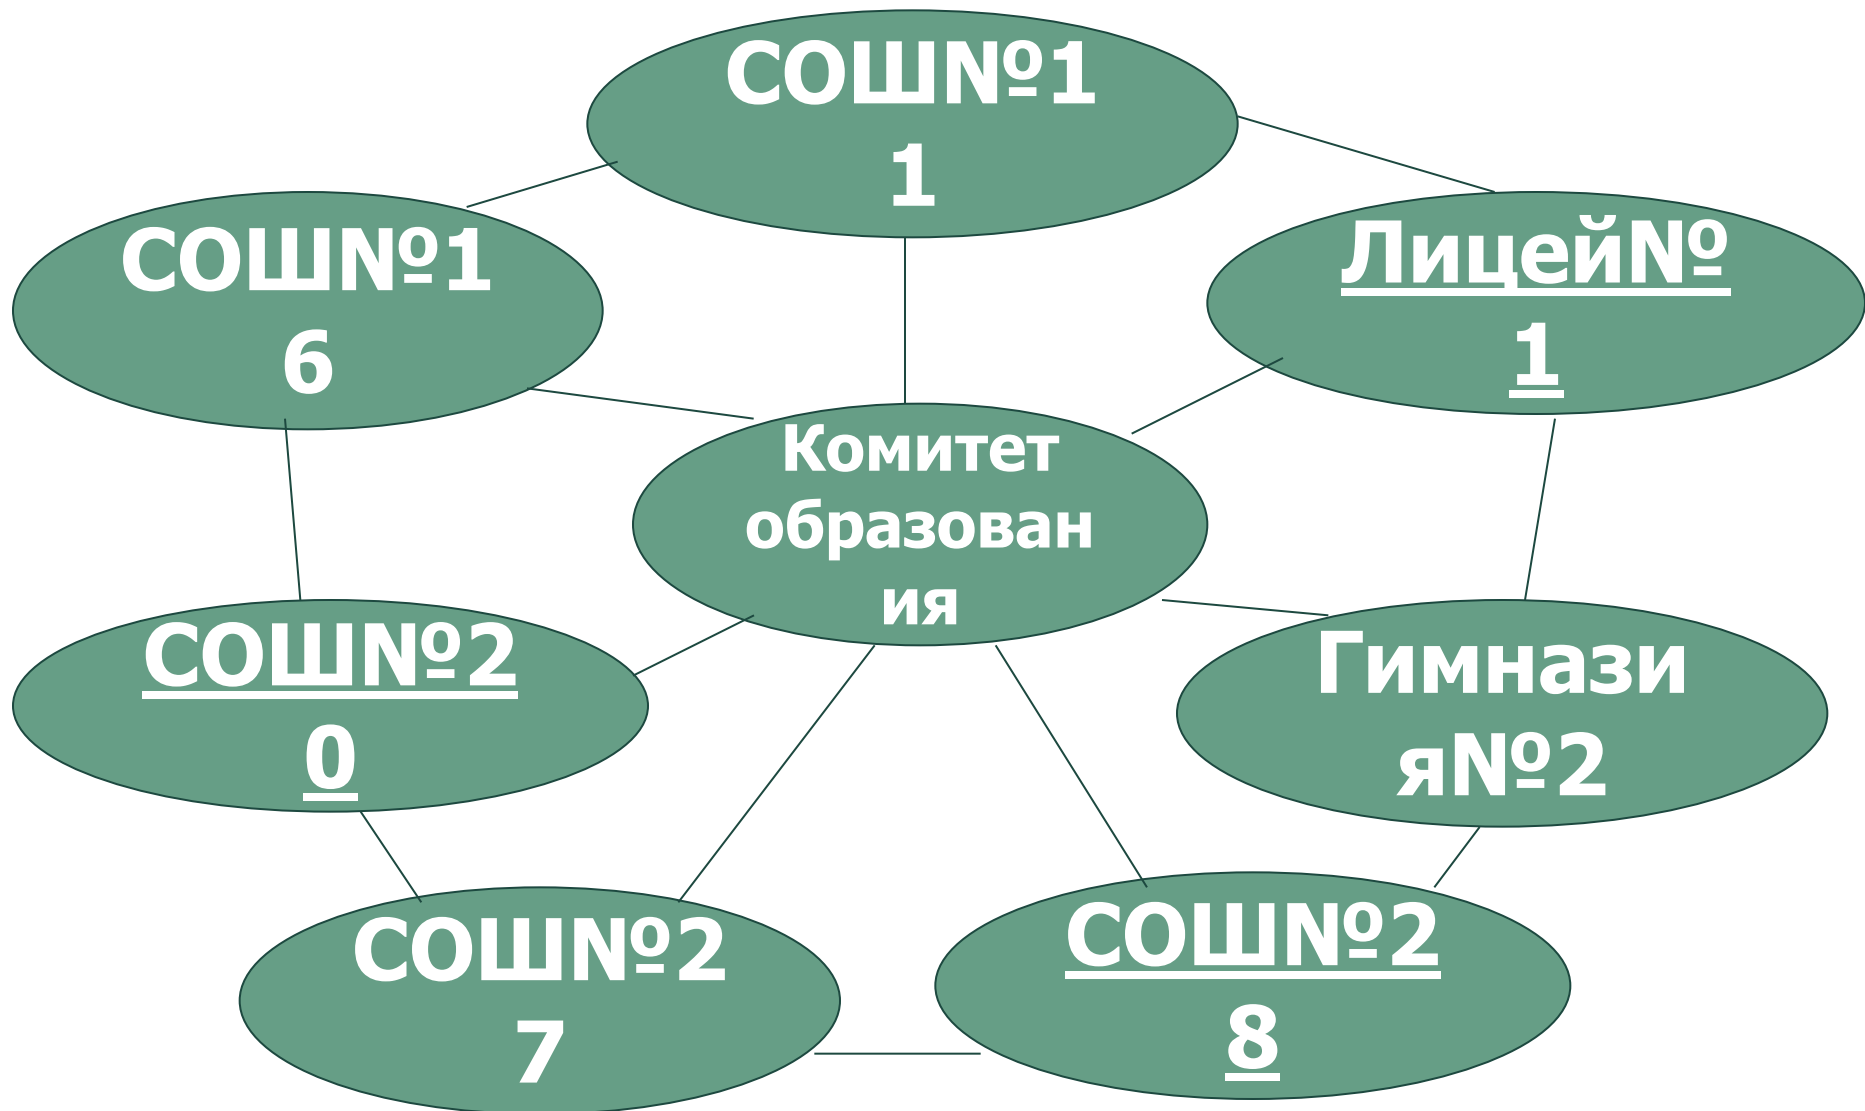 СОШ№1
1
СОШ№1
6
Лицей№
1
Комитет
образован
ия
СОШ№2
0
Гимнази
я№2
СОШ№2
7
СОШ№2
8